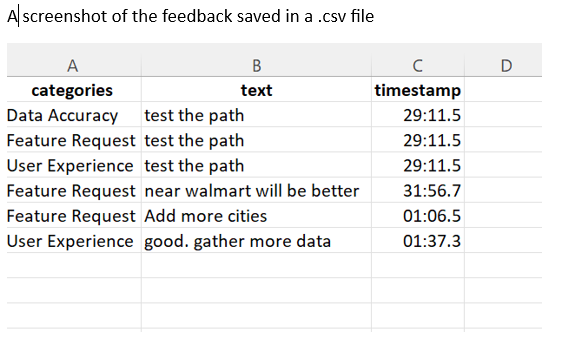 A screenshot of the feedback saved in a .csv file
A B C D
categories text timestamp
Data Accuracy test the path 29:11.5
Feature Request test the path 29:11.5
User Experience test the path 29:11.5
Feature Request near walmart will be better 31:56.7
Feature Request Add more cities 01:06.5
User Experience good. gather more data 01:37.3